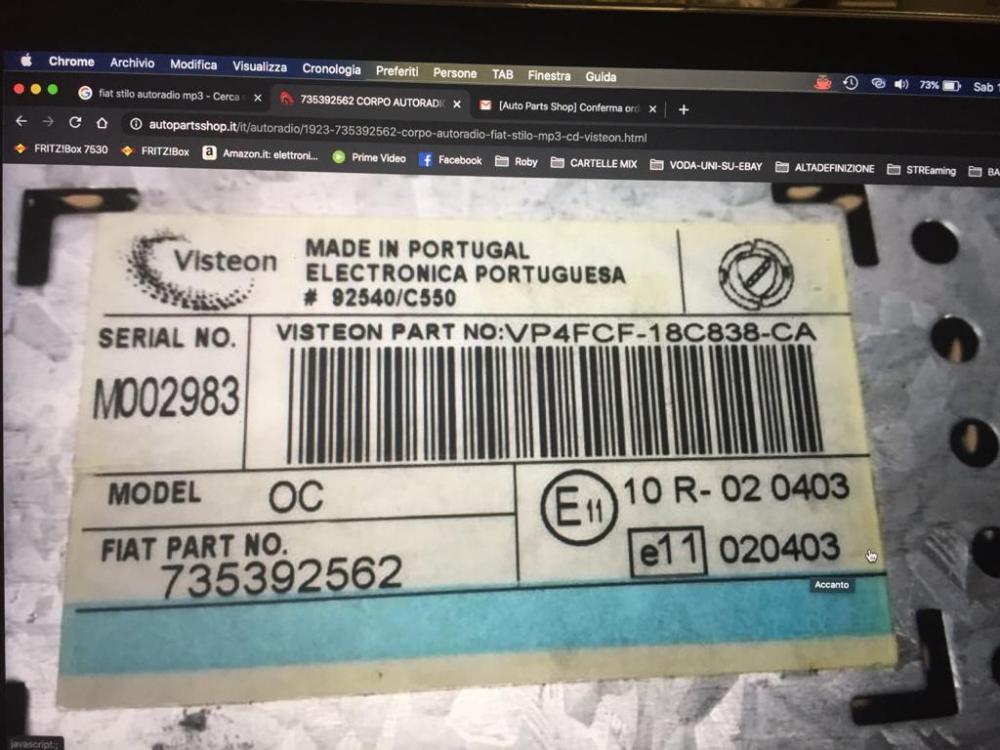 Chrome Archivio Modifica Visualizza Cronologia Preferiti Persone TAB Finestra Guida 73% Sab
fiat stilo autoradio mp3 - Cerca
735392562 CORPO AUTORADI
[Auto Parts Shop] Conferma ord
autopartsshop.it/it/autoradio/1923-735392562-corpo-autoradio-fiat-stilo-mp3-cd-visteon.html
FRITZ!Box 7530 FRITZ!Box Amazon.it: elettroni... Prime Video Facebook Roby CARTELLE MIX VODA-UNI-SU-EBAY ALTADEFINIZIONE STREaming BA
Visteon
MADE IN PORTUGAL
ELECTRONICA PORTUGUESA
# 92540/C550
SERIAL NO.
M002983
VISTEON PART NO:VP4FCF-18C838-CA
MODEL OC
FIAT PART NO.
735392562
E11 10 R- 02 0403
e11 020403
Accanto
javascript:;